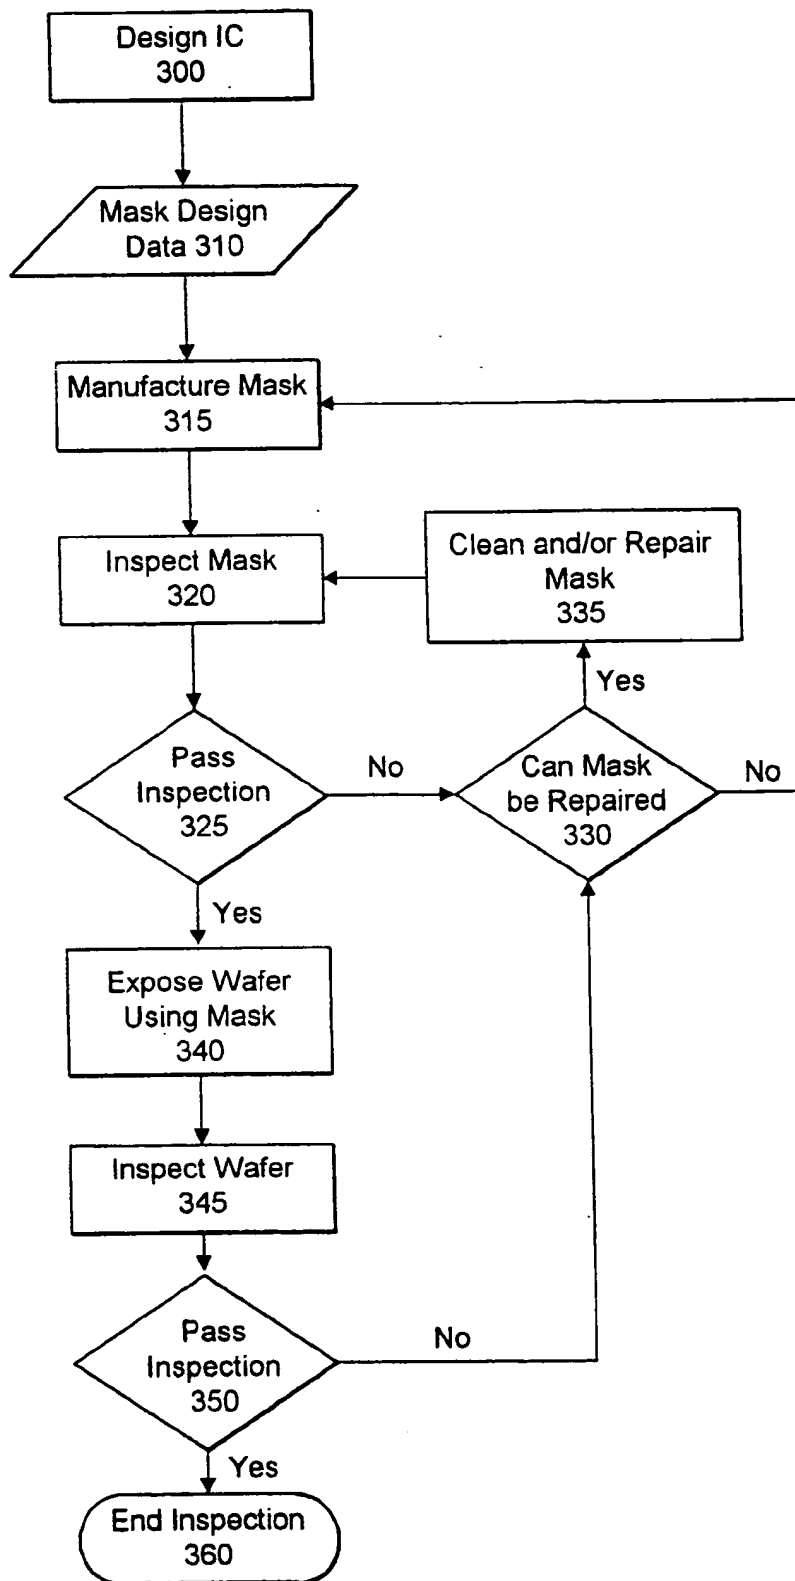 Design IC
300
Mask Design
Data 310
Manufacture Mask
315
Inspect Mask
320
Clean and/or Repair
Mask
335
Yes
Pass
Inspection
325
No
Can Mask
be Repaired
330
No
Yes
Expose Wafer
Using Mask
340
Inspect Wafer
345
Pass
Inspection
350
No
Yes
End Inspection
360